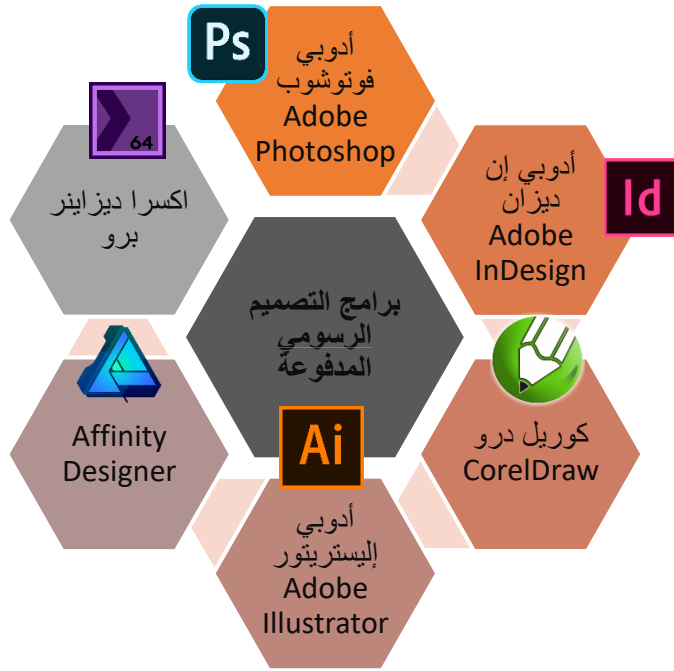 برامج التصميم
الرسومي
المدفوعة
Ps
أدوبي
فوتوشوب
Adobe
Photoshop
أدوبي إن
ديزان
Adobe
InDesign
Id
كوريل درو
CorelDraw
Ai
أدوبي
إليستريتور
Adobe
Illustrator
Affinity
Designer
64
اكسرا ديزاينر
برو